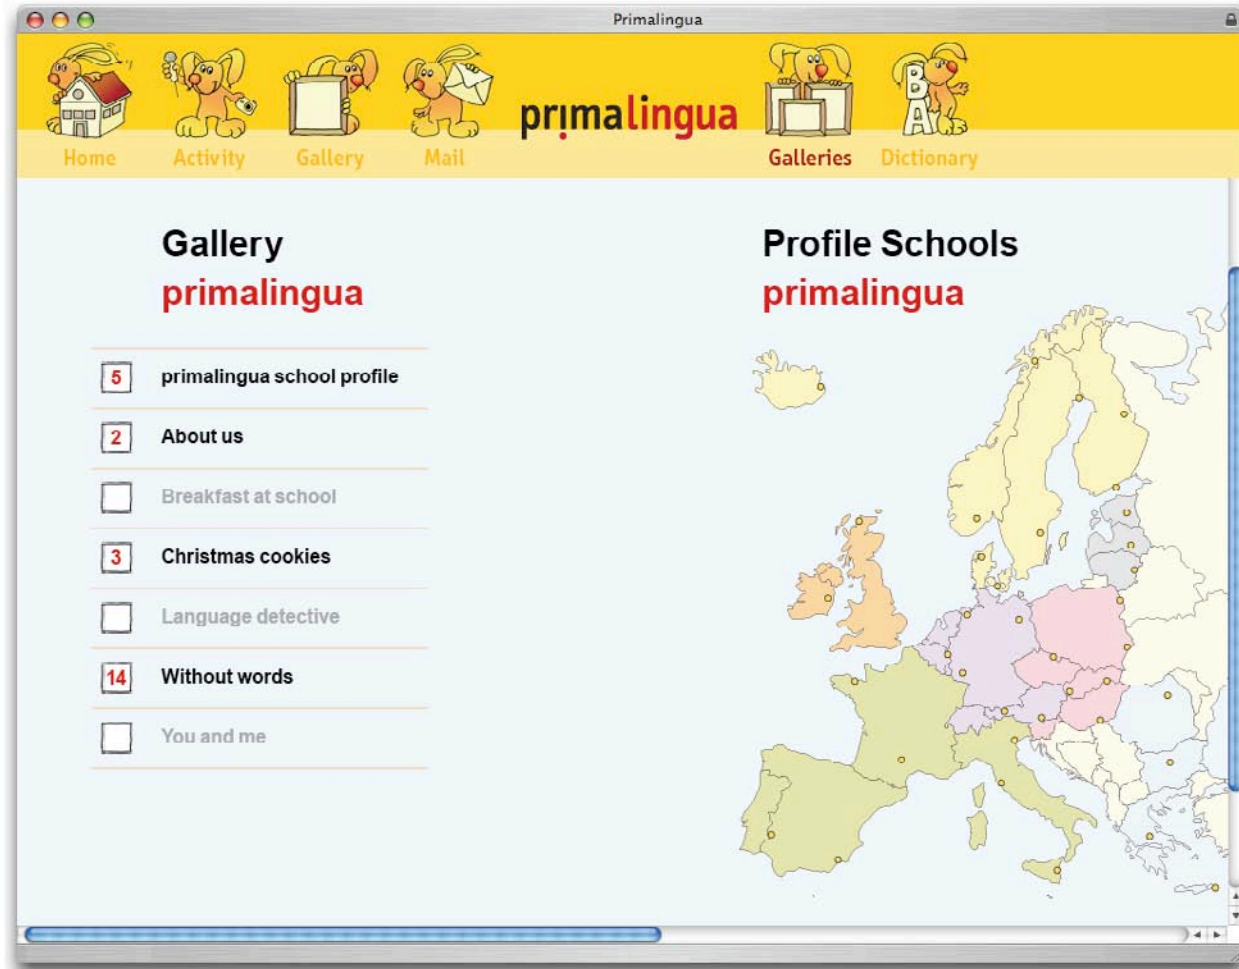 Primalingua
Home
Activity
Gallery
Mail
primalingua
B
A
Galleries
Dictionary
Gallery
primalingua
5 primalingua school profile
2 About us
Breakfast at school
3 Christmas cookies
Language detective
14 Without words
You and me
Profile Schools
primalingua